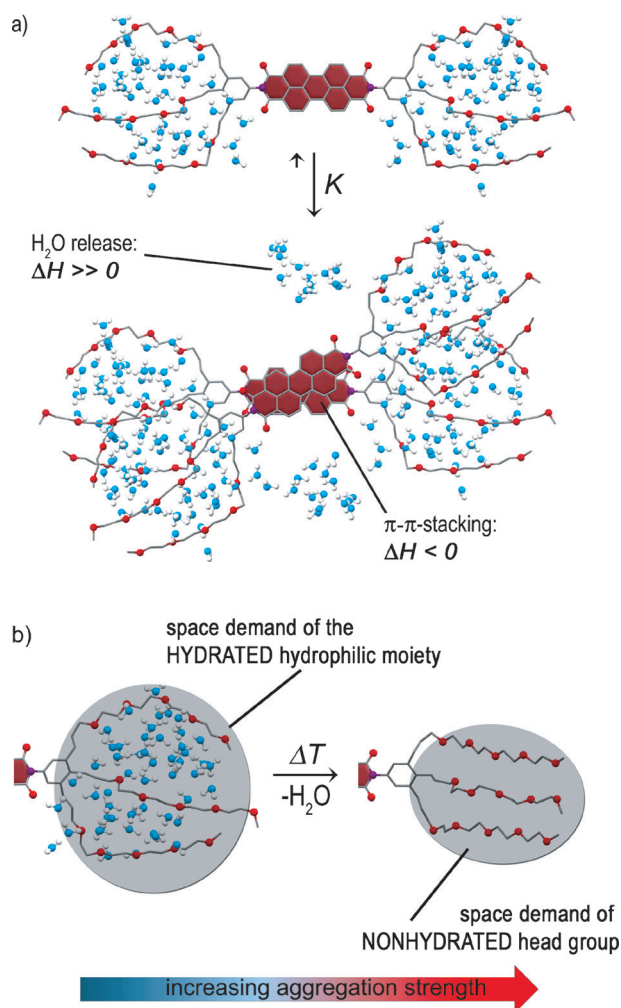 a)
K
H₂O release:
ΔH >> 0
π-π-stacking:
ΔH < 0
b)
space demand of the
HYDRATED hydrophilic moiety
ΔT
-H₂O
space demand of
NONHYDRATED head group
increasing aggregation strength